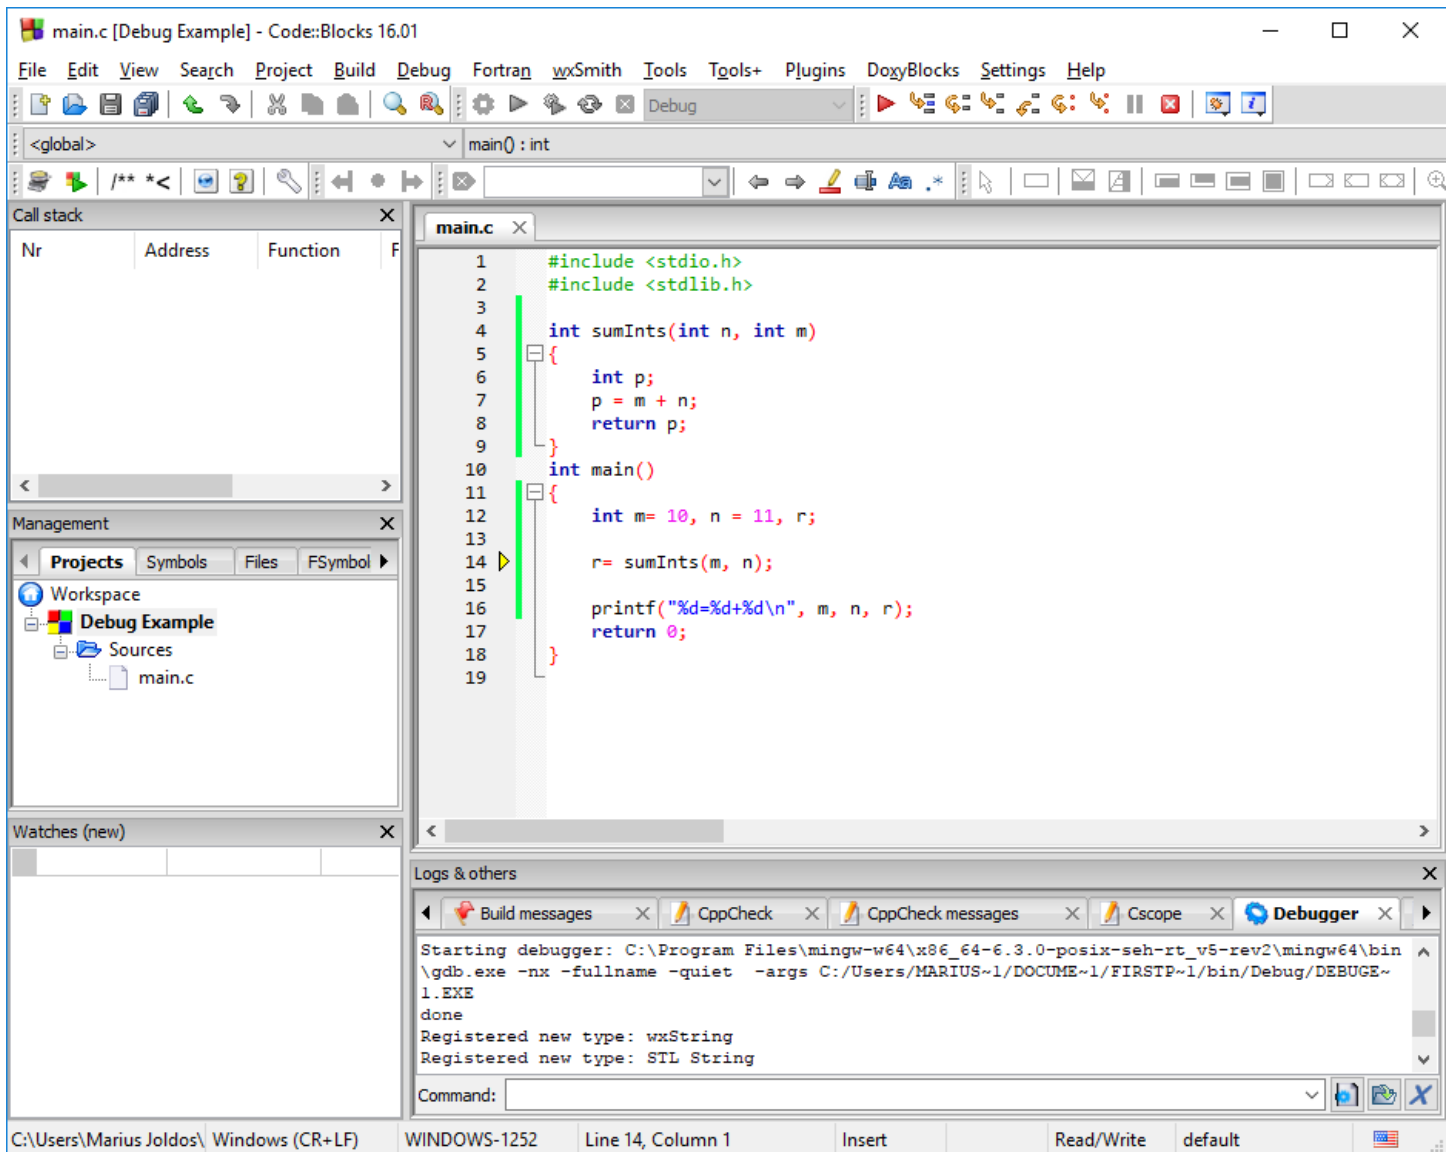 main.c [Debug Example] - Code::Blocks 16.01
File Edit View Search Project Build Debug Fortran wxSmith Tools Tools+ Plugins DoxyBlocks Settings Help
Debug
<global> main() : int
/** *<
Call stack
Nr Address Function F
main.c
1 #include <stdio.h>
2 #include <stdlib.h>
3
4 int sumInts(int n, int m)
5 {
6 int p;
7 p = m + n;
8 return p;
9 }
10 int main()
11 {
12 int m= 10, n = 11, r;
13
14 r= sumInts(m, n);
15
16 printf("%d=%d+%d\n", m, n, r);
17 return 0;
18 }
19
Management
Projects Symbols Files FSymbol
Workspace
Debug Example
Sources
main.c
Watches (new)
Logs & others
Build messages CppCheck CppCheck messages Cscope Debugger
Starting debugger: C:\Program Files\mingw-w64\x86_64-6.3.0-posix-seh-rt_v5-rev2\mingw64\bin
\gdb.exe -nx -fullname -quiet  -args C:/Users/MARIUS~1/DOCUME~1/FIRSTP~1/bin/Debug/DEBUGE~
1.EXE
done
Registered new type: wxString
Registered new type: STL String
Command:
C:\Users\Marius Joldos\ Windows (CR+LF) WINDOWS-1252 Line 14, Column 1 Insert Read/Write default